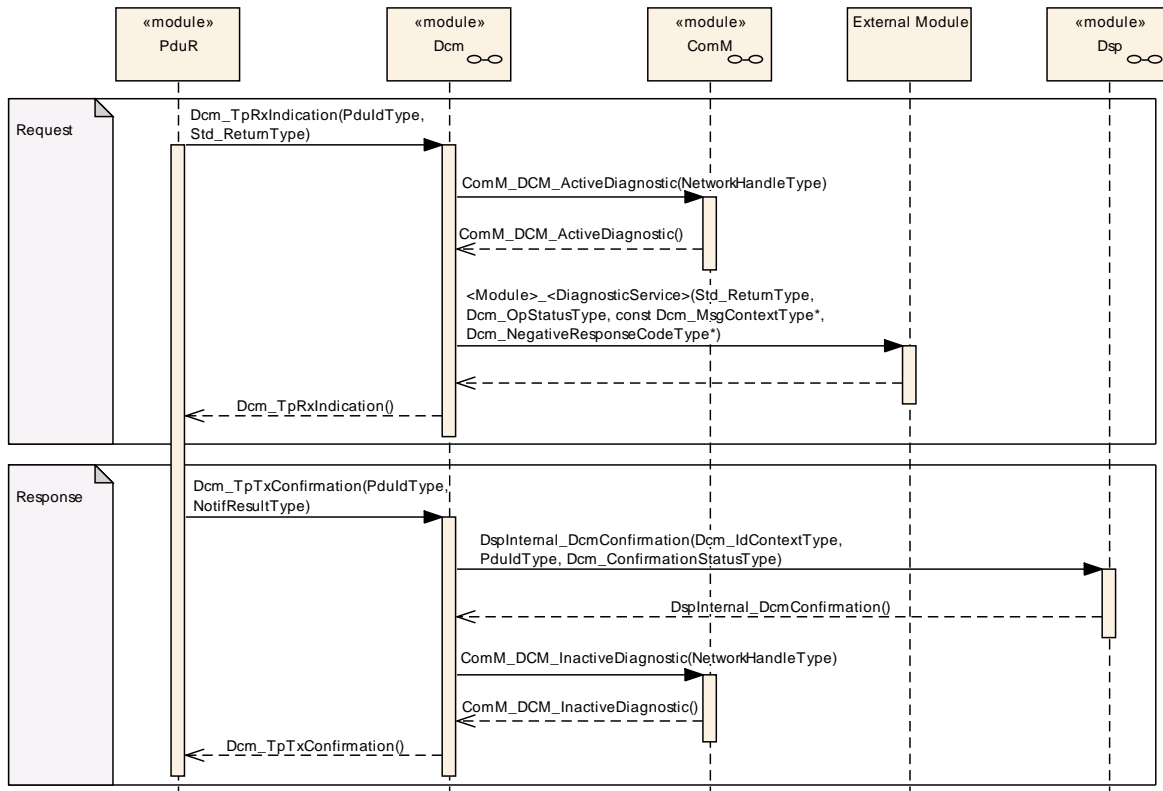 «module»
PduR
«module»
Dcm
«module»
ComM
External Module
«module»
Dsp
Request
Dcm_TpRxIndication(PduIdType,
Std_ReturnType)
ComM_DCM_ActiveDiagnostic(NetworkHandleType)
ComM_DCM_ActiveDiagnostic()
<Module>_<DiagnosticService>(Std_ReturnType,
Dcm_OpStatusType, const Dcm_MsgContextType*,
Dcm_NegativeResponseCodeType*)
Dcm_TpRxIndication()
Response
Dcm_TpTxConfirmation(PduIdType,
NotifResultType)
DspInternal_DcmConfirmation(Dcm_IdContextType,
PduIdType, Dcm_ConfirmationStatusType)
DspInternal_DcmConfirmation()
ComM_DCM_InactiveDiagnostic(NetworkHandleType)
ComM_DCM_InactiveDiagnostic()
Dcm_TpTxConfirmation()